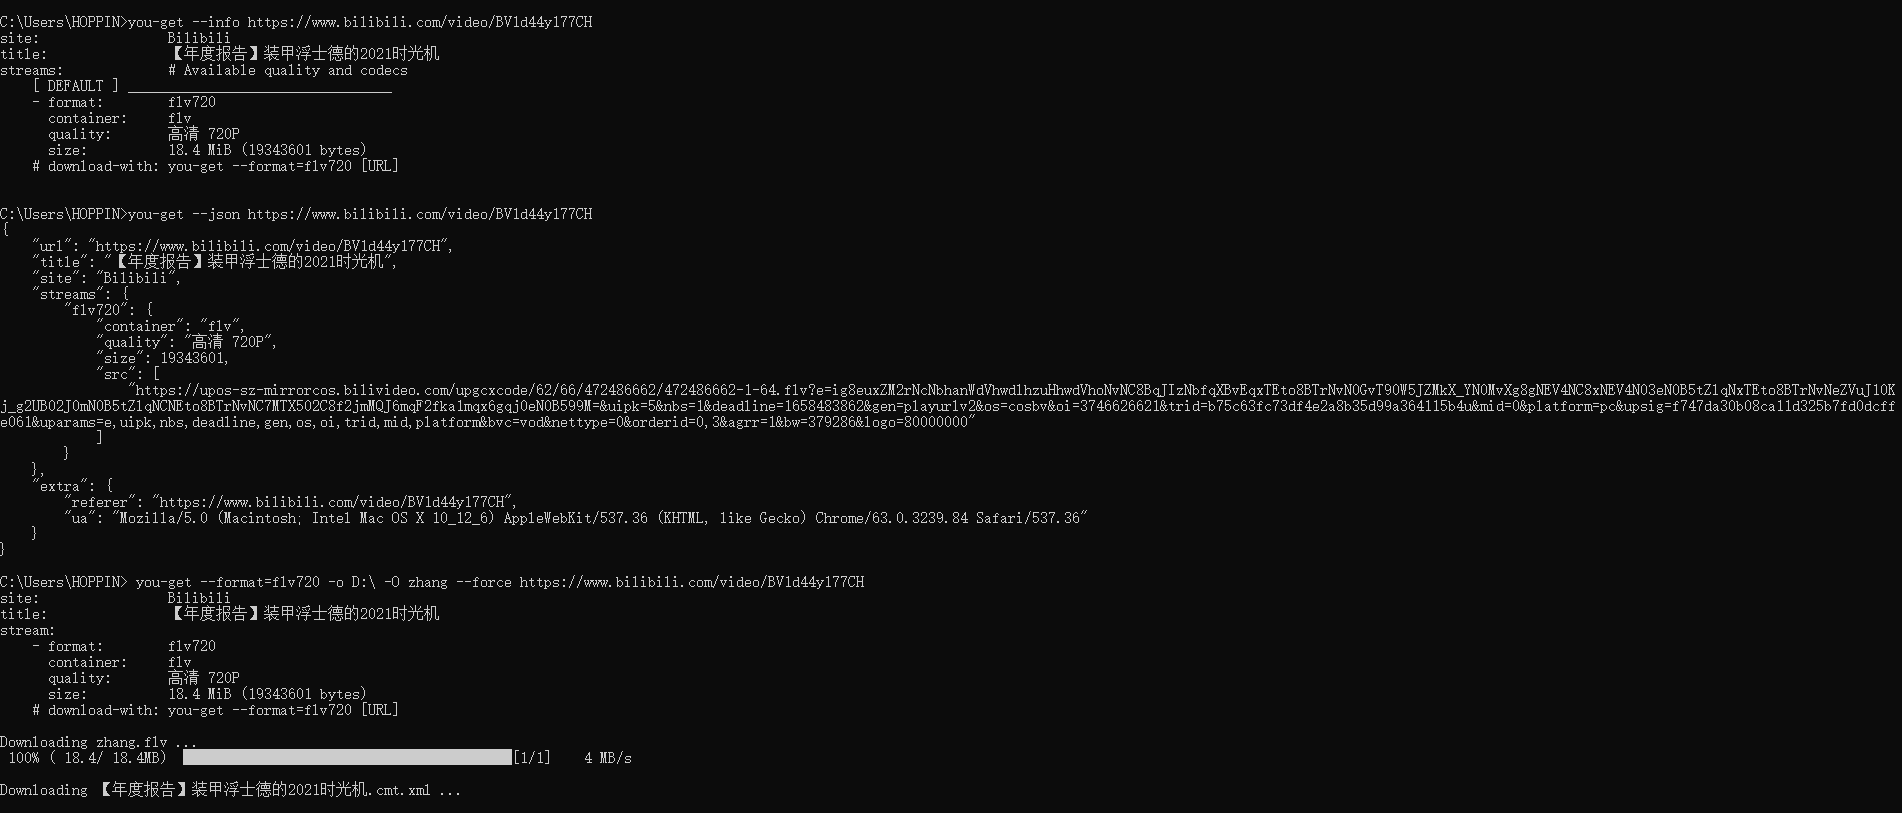 C:\Users\HOPPIN>you-get --info https://www.bilibili.com/video/BV1d44y177CH
site: Bilibili
title: 【年度报告】装甲浮士德的2021时光机
streams: # Available quality and codecs
[ DEFAULT ] _________________________________
- format: flv720
container: flv
quality: 高清 720P
size: 18.4 MiB (19343601 bytes)
# download-with: you-get --format=flv720 [URL]
C:\Users\HOPPIN>you-get --json https://www.bilibili.com/video/BV1d44y177CH
{
"url": "https://www.bilibili.com/video/BV1d44y177CH",
"title": "【年度报告】装甲浮士德的2021时光机",
"site": "Bilibili",
"streams": {
"flv720": {
"container": "flv",
"quality": "高清 720P",
"size": 19343601,
"src": [
"https://upos-sz-mirrorcos.bilivideo.com/upgcxcode/62/66/472486662/472486662-1-64.flv?e=ig8euxZM2rNcNbhanWdVhwdlhzuHhwdVhoNvNC8BqJIzNbfqXBvEqxTEto8BTrNvN0GvT90W5JZMkX_YN0MvXg8gNEV4NC8xNEV4N03eN0B5tZlqNxTEto8BTrNvNeZVuJ10K
j_g2UB02J0mN0B5tZlqNCNEto8BTrNvNC7MTX502C8f2jmMQJ6mqF2fka1mqx6gqj0eN0B599M=&uipk=5&nbs=1&deadline=1658483862&gen=playurlv2&os=cosbv&oi=3746626621&trid=b75c63fc73df4e2a8b35d99a364115b4u&mid=0&platform=pc&upsig=f747da30b08ca11d325b7fd0dcff
e061&uparams=e,uipk,nbs,deadline,gen,os,oi,trid,mid,platform&bvc=vod&nettype=0&orderid=0,3&agrr=1&bw=379286&logo=80000000"
]
}
},
"extra": {
"referer": "https://www.bilibili.com/video/BV1d44y177CH",
"ua": "Mozilla/5.0 (Macintosh; Intel Mac OS X 10_12_6) AppleWebKit/537.36 (KHTML, like Gecko) Chrome/63.0.3239.84 Safari/537.36"
}
}
C:\Users\HOPPIN> you-get --format=flv720 -o D:\ -O zhang --force https://www.bilibili.com/video/BV1d44y177CH
site: Bilibili
title: 【年度报告】装甲浮士德的2021时光机
stream:
- format: flv720
container: flv
quality: 高清 720P
size: 18.4 MiB (19343601 bytes)
# download-with: you-get --format=flv720 [URL]
Downloading zhang.flv ...
100% ( 18.4/ 18.4MB) [1/1] 4 MB/s
Downloading 【年度报告】装甲浮士德的2021时光机.cmt.xml ...